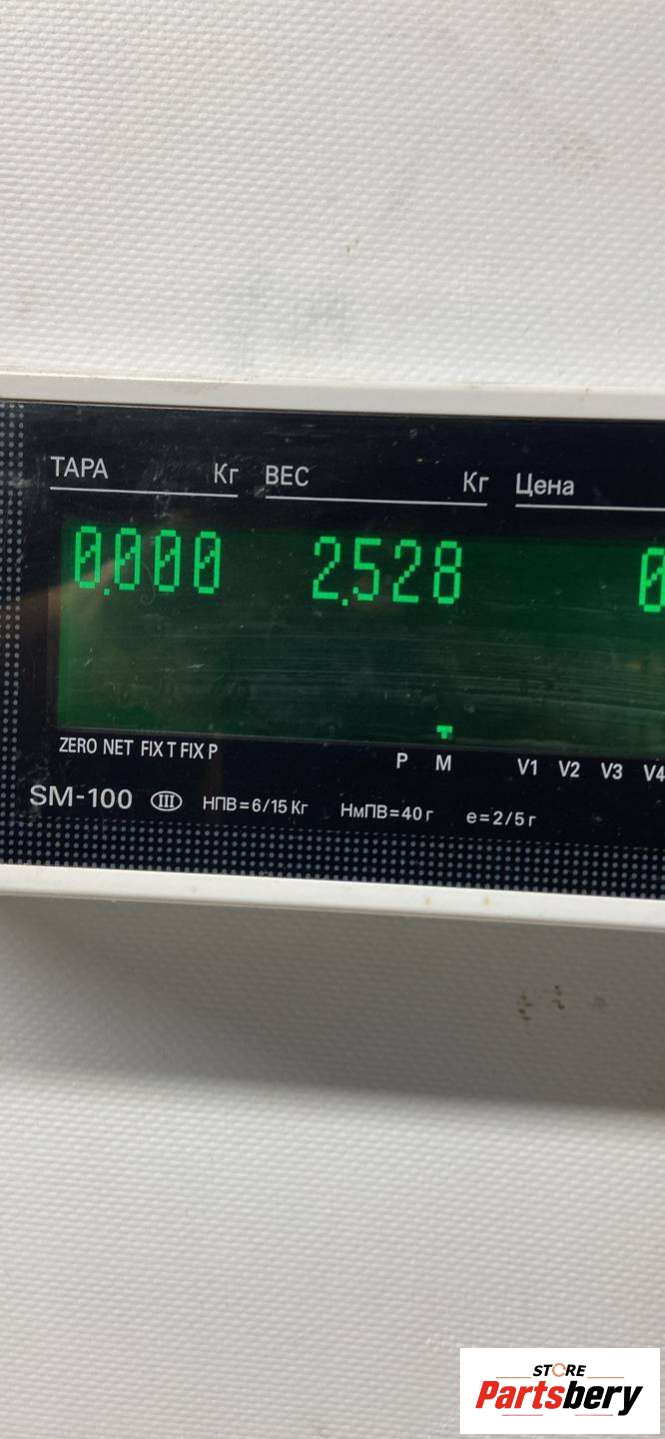 ТАРА Кг ВЕС Кг Цена
0.000 2.528 0
ZERO NET FIX T FIX P P M V1 V2 V3 V4
SM-100 III НПВ=6/15 Кг НмПВ=40 г e=2/5 г
STORE
Partsbery